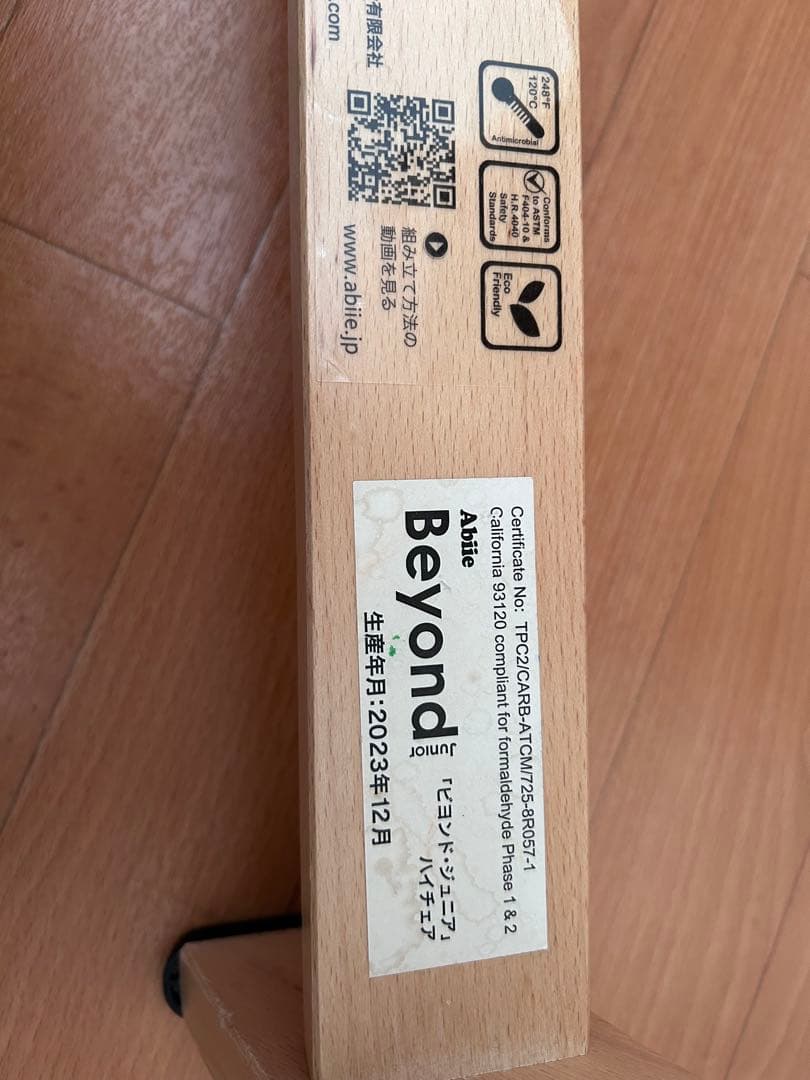 248°F
120°C
Antimicrobial
Conforms
to ASTM
F404-10 &
H.R.4040
Safety
Standards
Eco
Friendly
有限会社
.com
組み立て方法の
動画を見る
www.abiie.jp
Certificate No: TPC2/CARB-ATCM/725-8R057-1
California 93120 compliant for formaldehyde Phase 1 & 2
Abiie
Beyond junior
「ビヨンド・ジュニア」
ハイチェア
生産年月:2023年12月